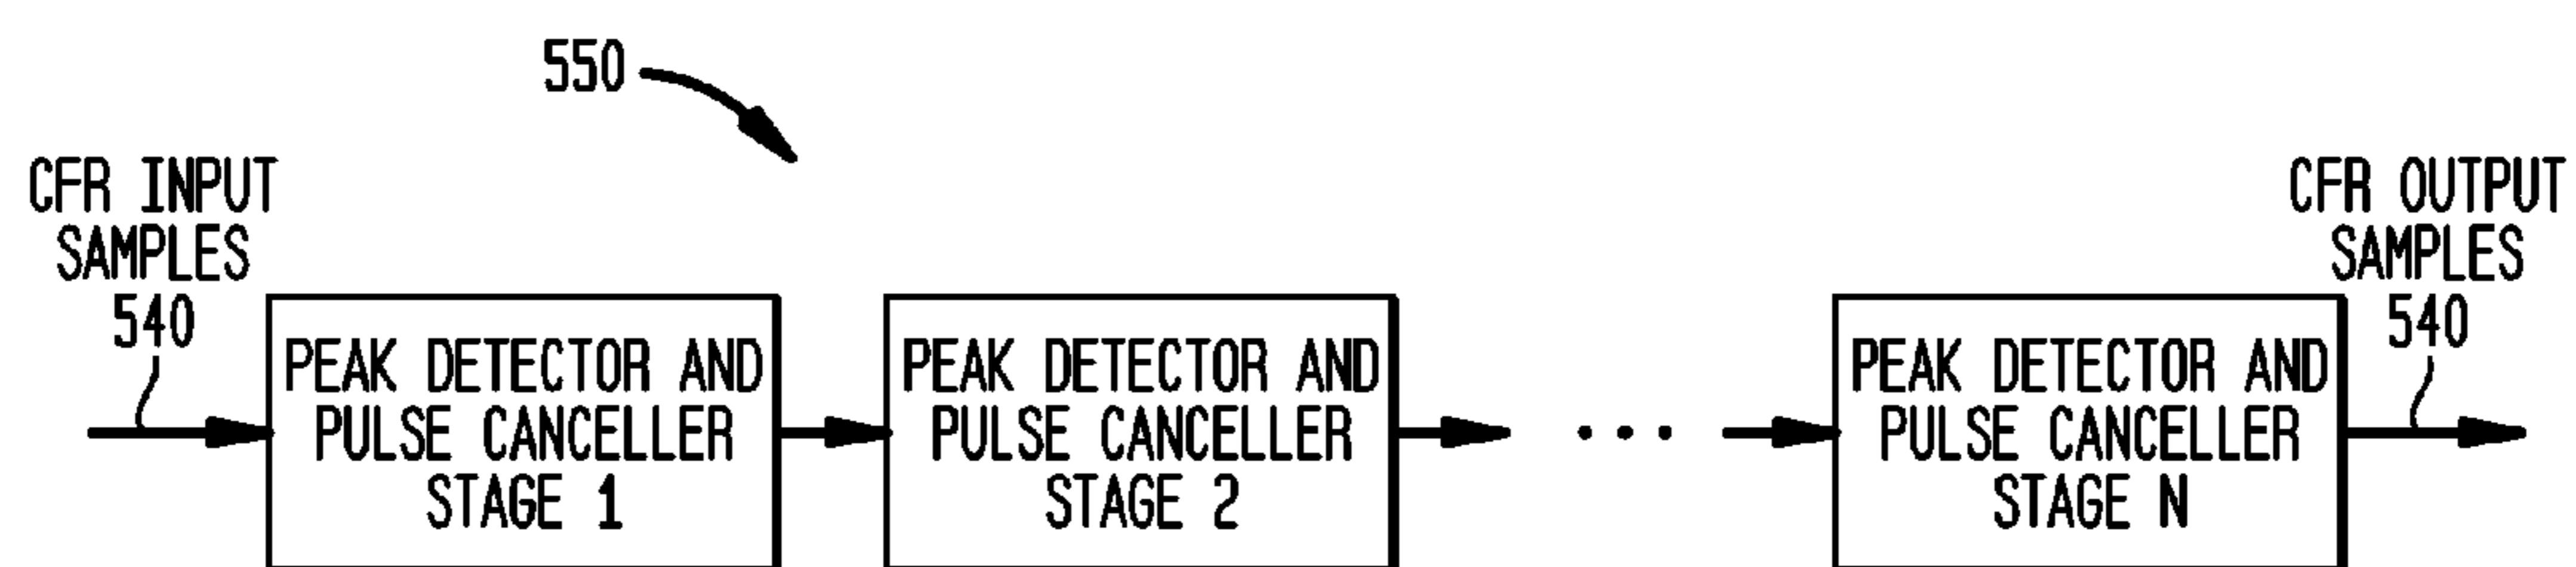 550
CFR INPUT
SAMPLES
540
PEAK DETECTOR AND
PULSE CANCELLER
STAGE 1
PEAK DETECTOR AND
PULSE CANCELLER
STAGE 2
. . .
PEAK DETECTOR AND
PULSE CANCELLER
STAGE N
CFR OUTPUT
SAMPLES
540